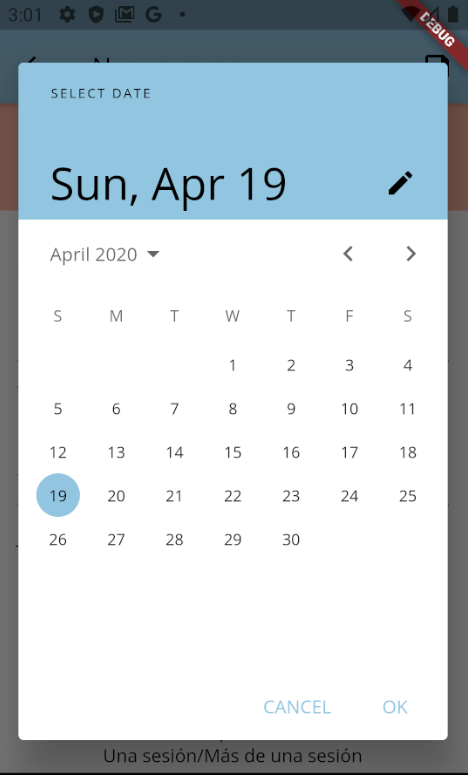 3:01
DEBUG
SELECT DATE
Sun, Apr 19
April 2020
S M T W T F S
1 2 3 4
5 6 7 8 9 10 11
12 13 14 15 16 17 18
19 20 21 22 23 24 25
26 27 28 29 30
CANCEL OK
Una sesión/Más de una sesión